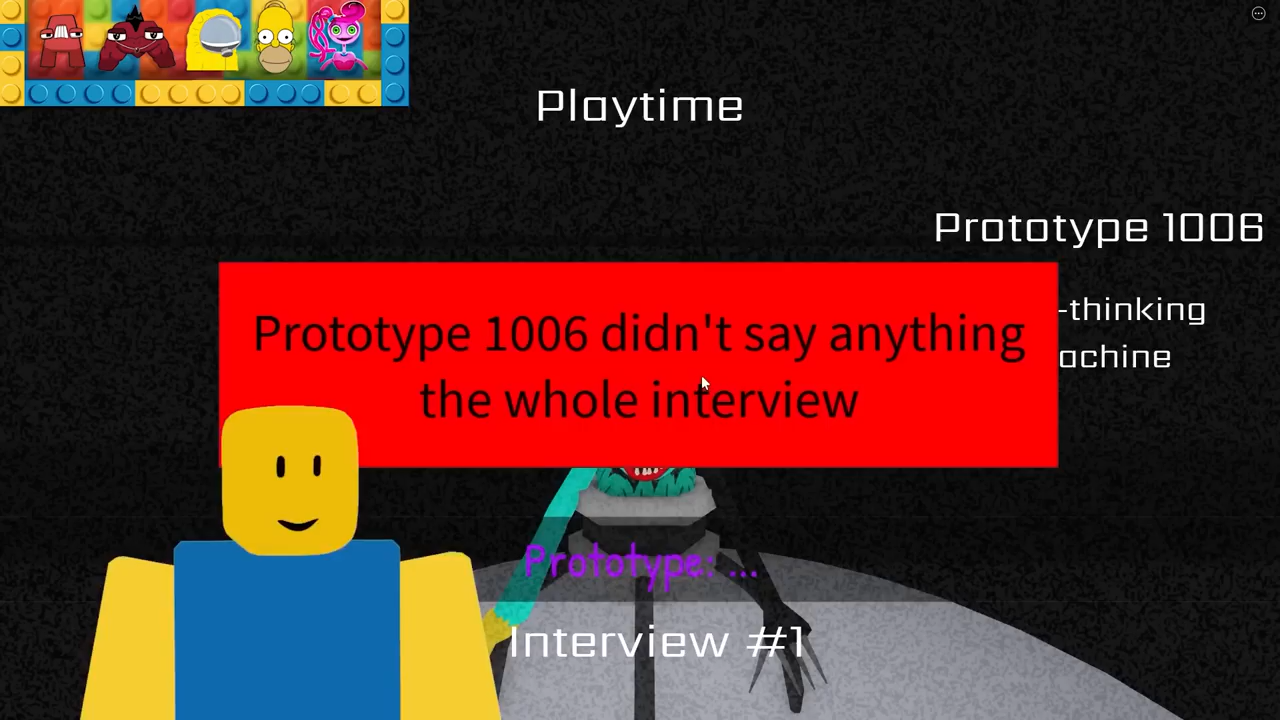 Playtime
Prototype 1006
-thinking
achine
Prototype 1006 didn't say anything
the whole interview
Prototype: ...
Interview #1